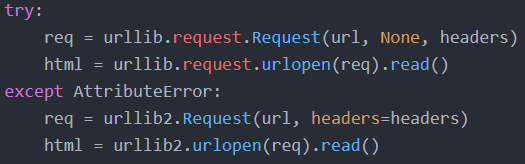 try:
    req = urllib.request.Request(url, None, headers)
    html = urllib.request.urlopen(req).read()
except AttributeError:
    req = urllib2.Request(url, headers=headers)
    html = urllib2.urlopen(req).read()